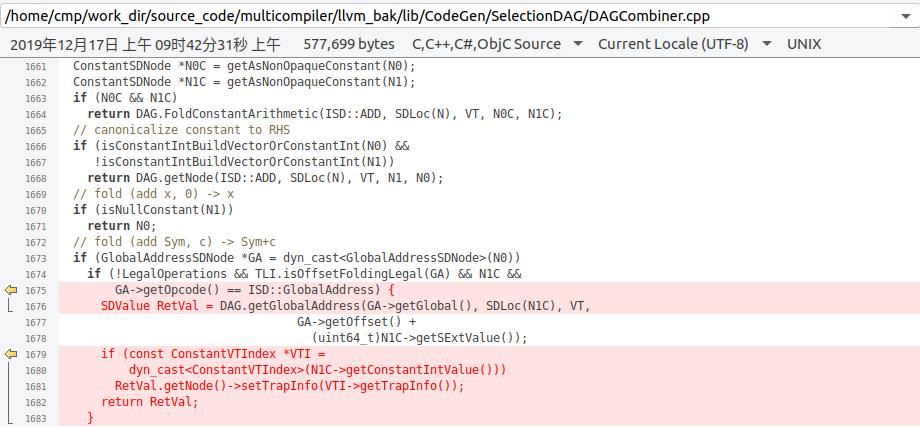 /home/cmp/work_dir/source_code/multicompiler/llvm_bak/lib/CodeGen/SelectionDAG/DAGCombiner.cpp
2019年12月17日 上午 09时42分31秒 上午 577,699 bytes C,C++,C#,ObjC Source Current Locale (UTF-8) UNIX
1661 ConstantSDNode *N0C = getAsNonOpaqueConstant(N0);
1662 ConstantSDNode *N1C = getAsNonOpaqueConstant(N1);
1663 if (N0C && N1C)
1664 return DAG.FoldConstantArithmetic(ISD::ADD, SDLoc(N), VT, N0C, N1C);
1665 // canonicalize constant to RHS
1666 if (isConstantIntBuildVectorOrConstantInt(N0) &&
1667 !isConstantIntBuildVectorOrConstantInt(N1))
1668 return DAG.getNode(ISD::ADD, SDLoc(N), VT, N1, N0);
1669 // fold (add x, 0) -> x
1670 if (isNullConstant(N1))
1671 return N0;
1672 // fold (add Sym, c) -> Sym+c
1673 if (GlobalAddressSDNode *GA = dyn_cast<GlobalAddressSDNode>(N0))
1674 if (!LegalOperations && TLI.isOffsetFoldingLegal(GA) && N1C &&
1675 GA->getOpcode() == ISD::GlobalAddress) {
1676 SDValue RetVal = DAG.getGlobalAddress(GA->getGlobal(), SDLoc(N1C), VT,
1677 GA->getOffset() +
1678 (uint64_t)N1C->getSExtValue());
1679 if (const ConstantVTIndex *VTI =
1680 dyn_cast<ConstantVTIndex>(N1C->getConstantIntValue()))
1681 RetVal.getNode()->setTrapInfo(VTI->getTrapInfo());
1682 return RetVal;
1683 }